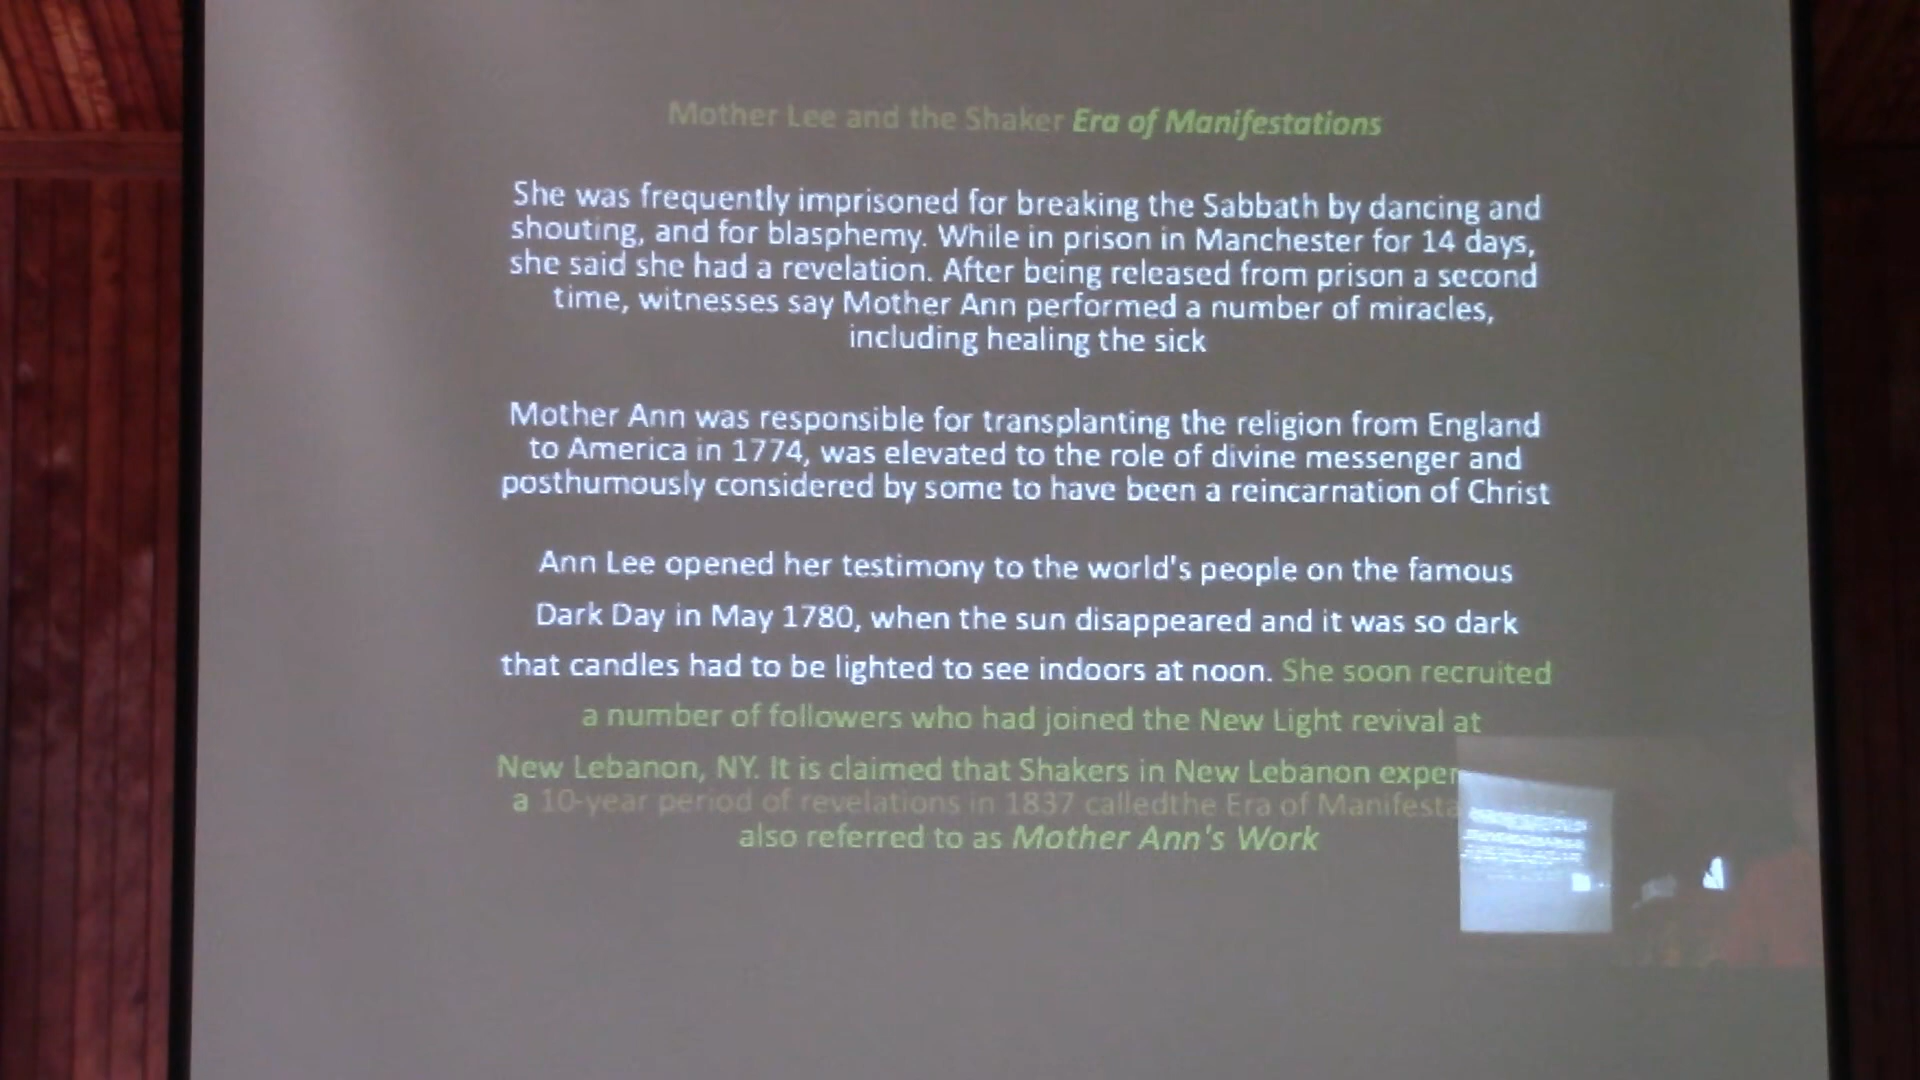 Mother Lee and the Shaker Era of Manifestations
She was frequently imprisoned for breaking the Sabbath by dancing and
shouting, and for blasphemy. While in prison in Manchester for 14 days,
she said she had a revelation. After being released from prison a second
time, witnesses say Mother Ann performed a number of miracles,
including healing the sick
Mother Ann was responsible for transplanting the religion from England
to America in 1774, was elevated to the role of divine messenger and
posthumously considered by some to have been a reincarnation of Christ
Ann Lee opened her testimony to the world's people on the famous
Dark Day in May 1780, when the sun disappeared and it was so dark
that candles had to be lighted to see indoors at noon. She soon recruited
a number of followers who had joined the New Light revival at
New Lebanon, NY. It is claimed that Shakers in New Lebanon exper
a 10-year period of revelations in 1837 calledthe Era of Manifesta
also referred to as Mother Ann's Work